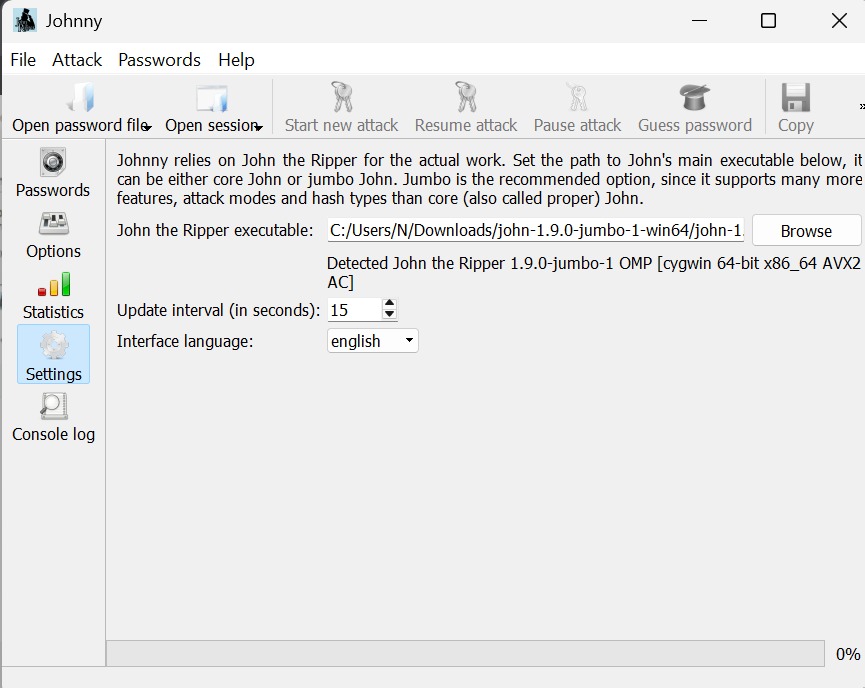 Johnny
File Attack Passwords Help
Open password file Open session Start new attack Resume attack Pause attack Guess password Copy »
Passwords
Options
Statistics
Settings
Console log
Johnny relies on John the Ripper for the actual work. Set the path to John's main executable below, it
can be either core John or jumbo John. Jumbo is the recommended option, since it supports many more
features, attack modes and hash types than core (also called proper) John.
John the Ripper executable: C:/Users/N/Downloads/john-1.9.0-jumbo-1-win64/john-1. Browse
Detected John the Ripper 1.9.0-jumbo-1 OMP [cygwin 64-bit x86_64 AVX2
AC]
Update interval (in seconds): 15
Interface language: english
0%